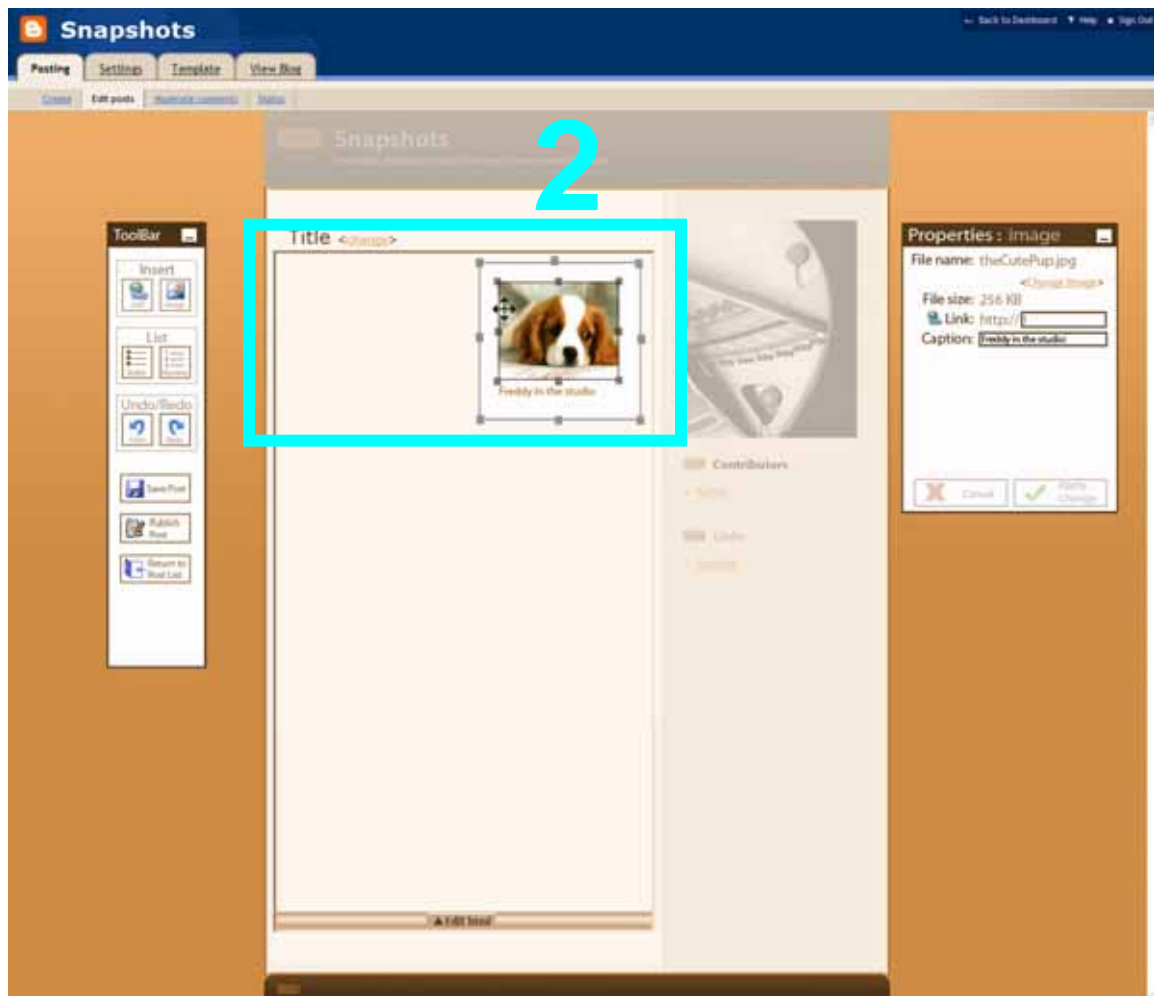 Snapshots
Back to Dashboard Help Sign Out
Posting Settings Template View Blog
Create Edit posts Moderate comments Status
Snapshots
2
ToolBar
Title <change>
Properties: image
Insert
File name: theCutePup.jpg
<Change Image>
File size: 256 KB
Link: http://
List
Caption: Freddy in the studio
Freddy in the studio
Undo/Redo
Contributors
Save Post
Cancel
Change
Publish
Post
Links
Return to
Post List
Edit html